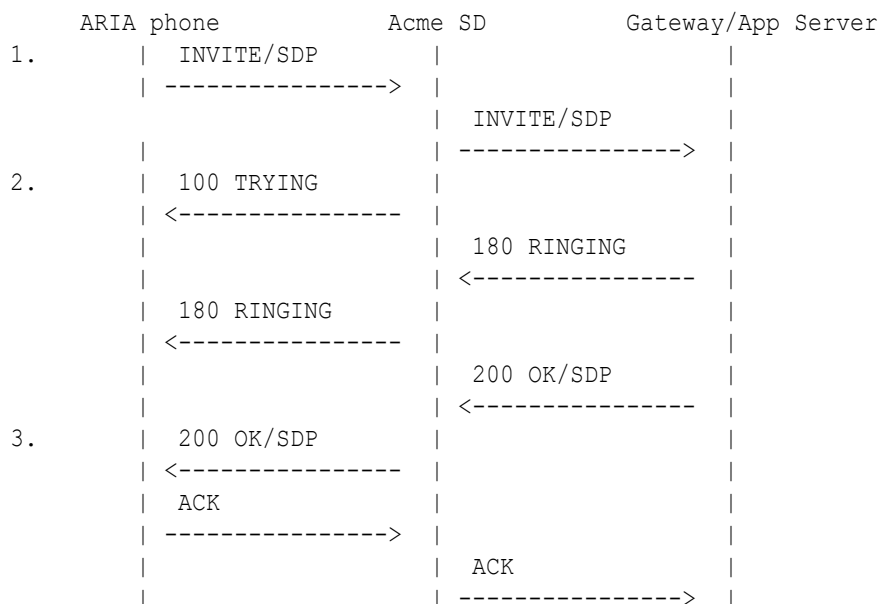 ARIA phone Acme SD Gateway/App Server
1. | INVITE/SDP | |
| ----------------> | |
| INVITE/SDP |
| | ----------------> |
2. | 100 TRYING | |
| <---------------- | |
| | 180 RINGING |
| | <---------------- |
| 180 RINGING | |
| <---------------- | |
| | 200 OK/SDP |
| | <---------------- |
3. | 200 OK/SDP | |
| <---------------- | |
| ACK | |
| ----------------> | |
| | ACK |
| | ----------------> |